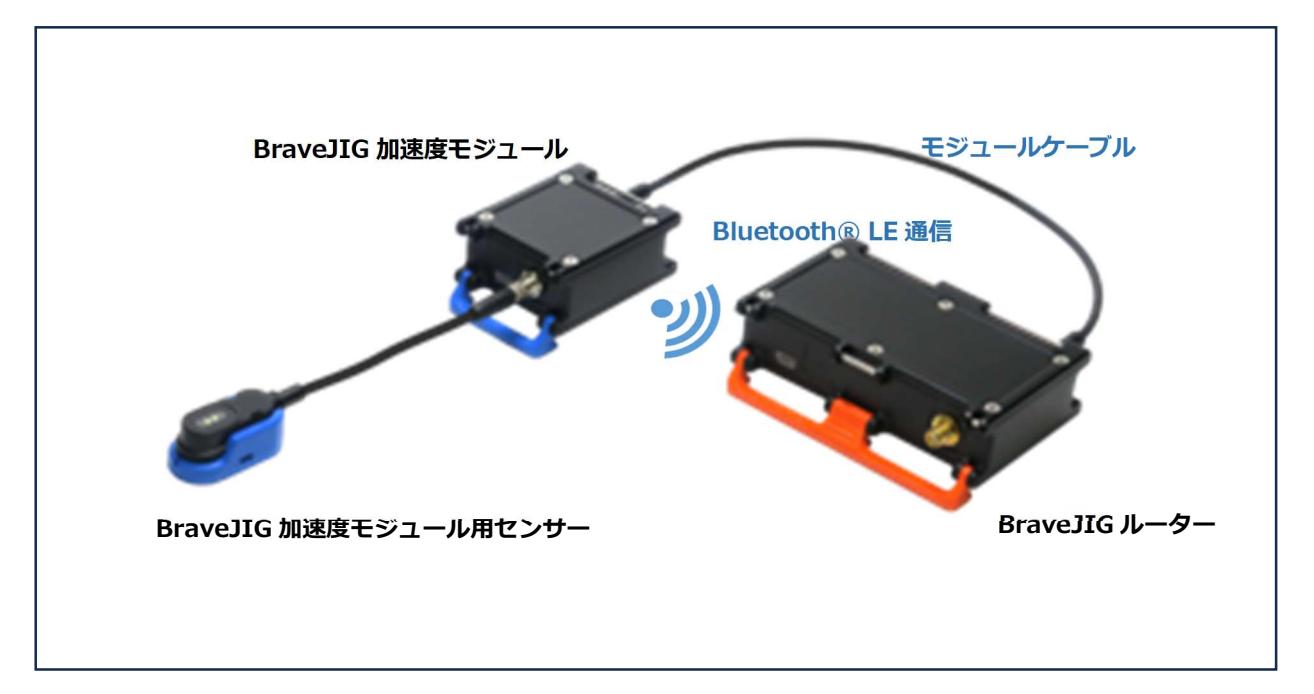 BraveJIG 加速度モジュール
モジュールケーブル
Bluetooth® LE 通信
BraveJIG 加速度モジュール用センサー
BraveJIG ルーター